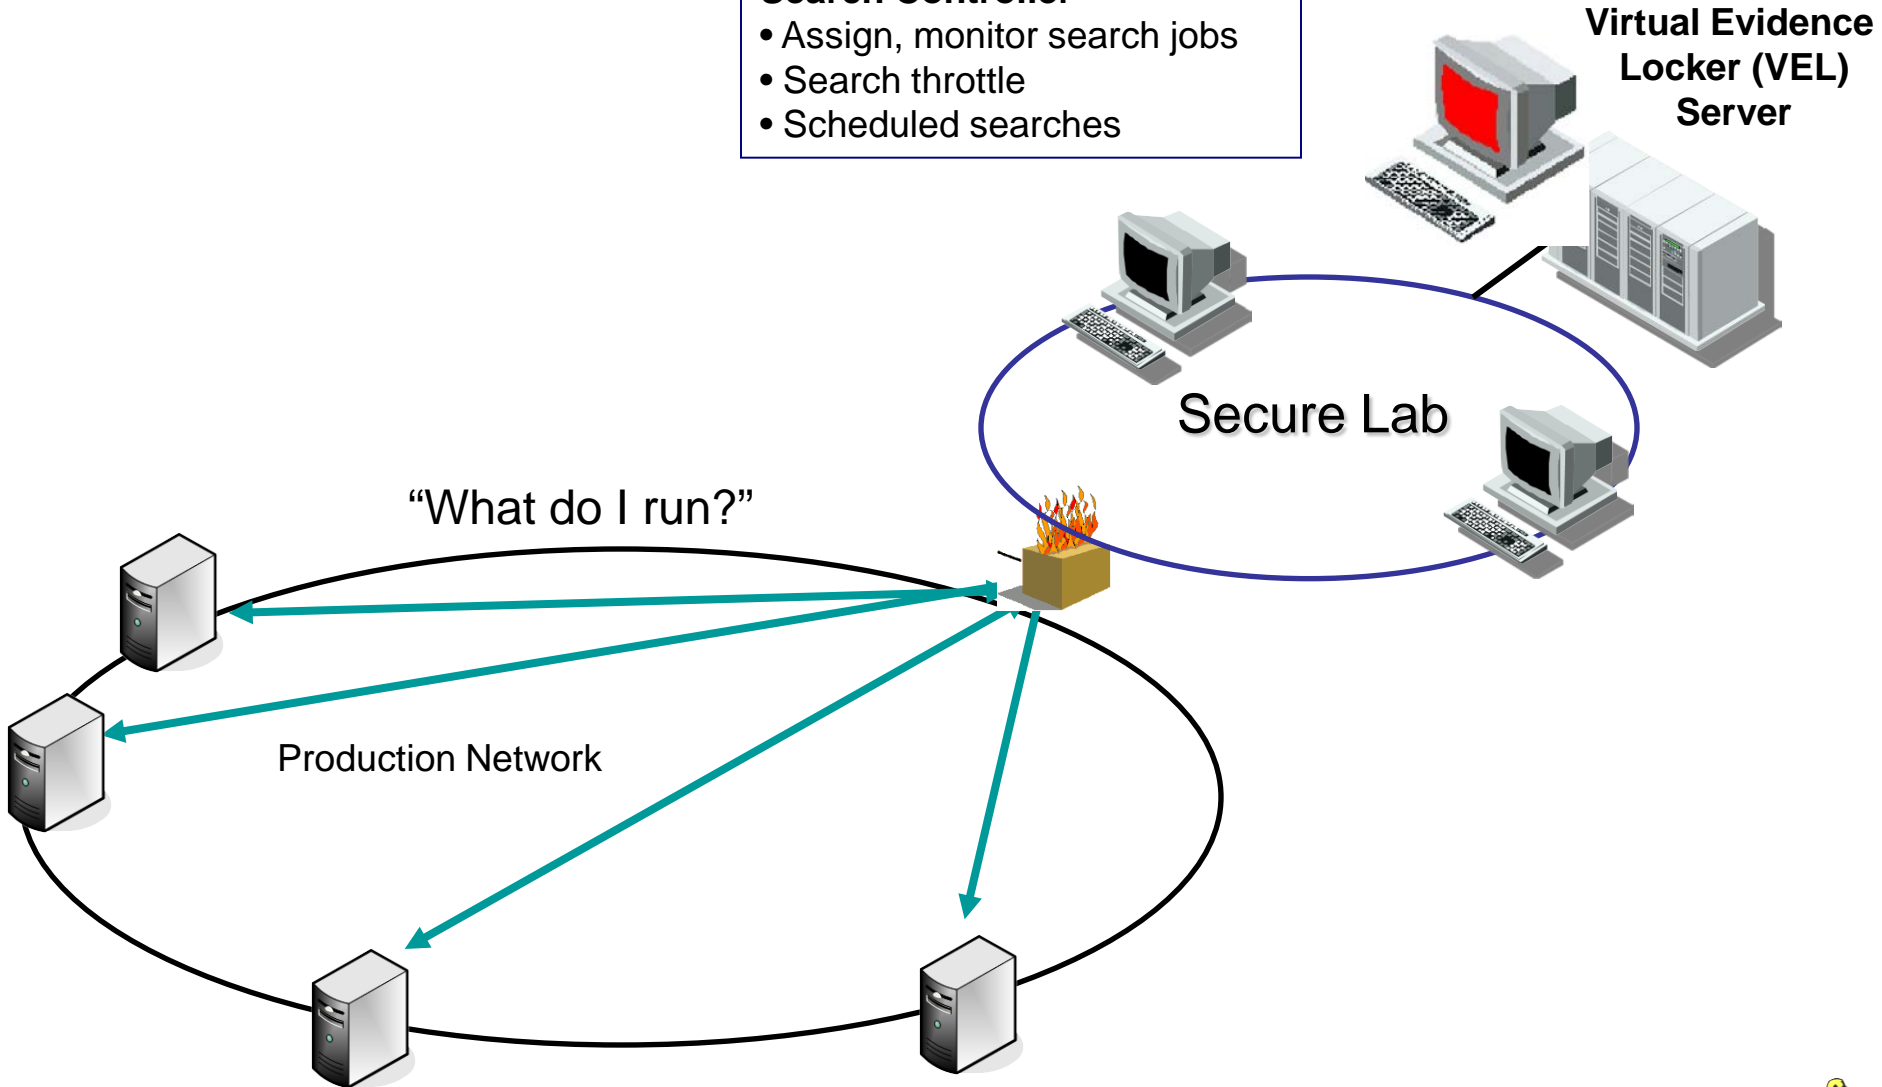 • Assign, monitor search jobs
• Search throttle
• Scheduled searches
Virtual Evidence
Locker (VEL)
Server
Secure Lab
“What do I run?”
Production Network